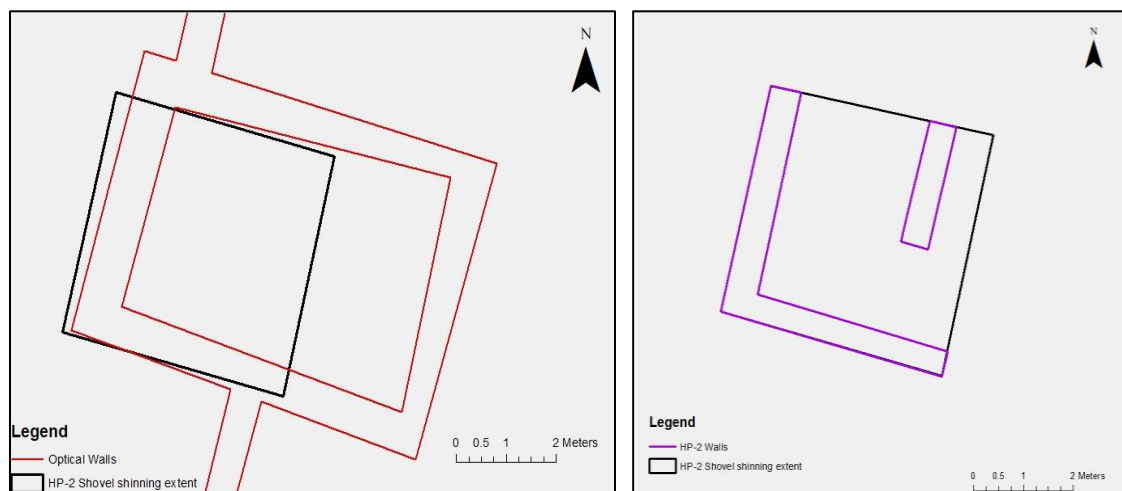 N
Legend
Optical Walls
HP-2 Shovel shinning extent
0 0.5 1 2 Meters
N
Legend
HP-2 Walls
HP-2 Shovel shinning extent
0 0.5 1 2 Meters